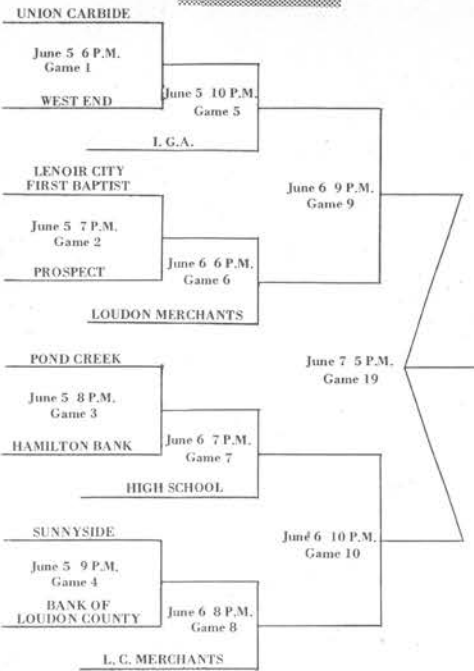 UNION CARBIDE
June 5 6 P.M.
Game 1
WEST END
June 5 10 P.M.
Game 5
I. G.A.
LENOIR CITY
FIRST BAPTIST
June 5 7 P.M.
Game 2
PROSPECT
June 6 6 P.M.
Game 6
LOUDON MERCHANTS
June 6 9 P.M.
Game 9
POND CREEK
June 5 8 P.M.
Game 3
HAMILTON BANK
June 6 7 P.M.
Game 7
HIGH SCHOOL
SUNNYSIDE
June 5 9 P.M.
Game 4
BANK OF
LOUDON COUNTY
June 6 8 P.M.
Game 8
L. C. MERCHANTS
June 6 10 P.M.
Game 10
June 7 5 P.M.
Game 19